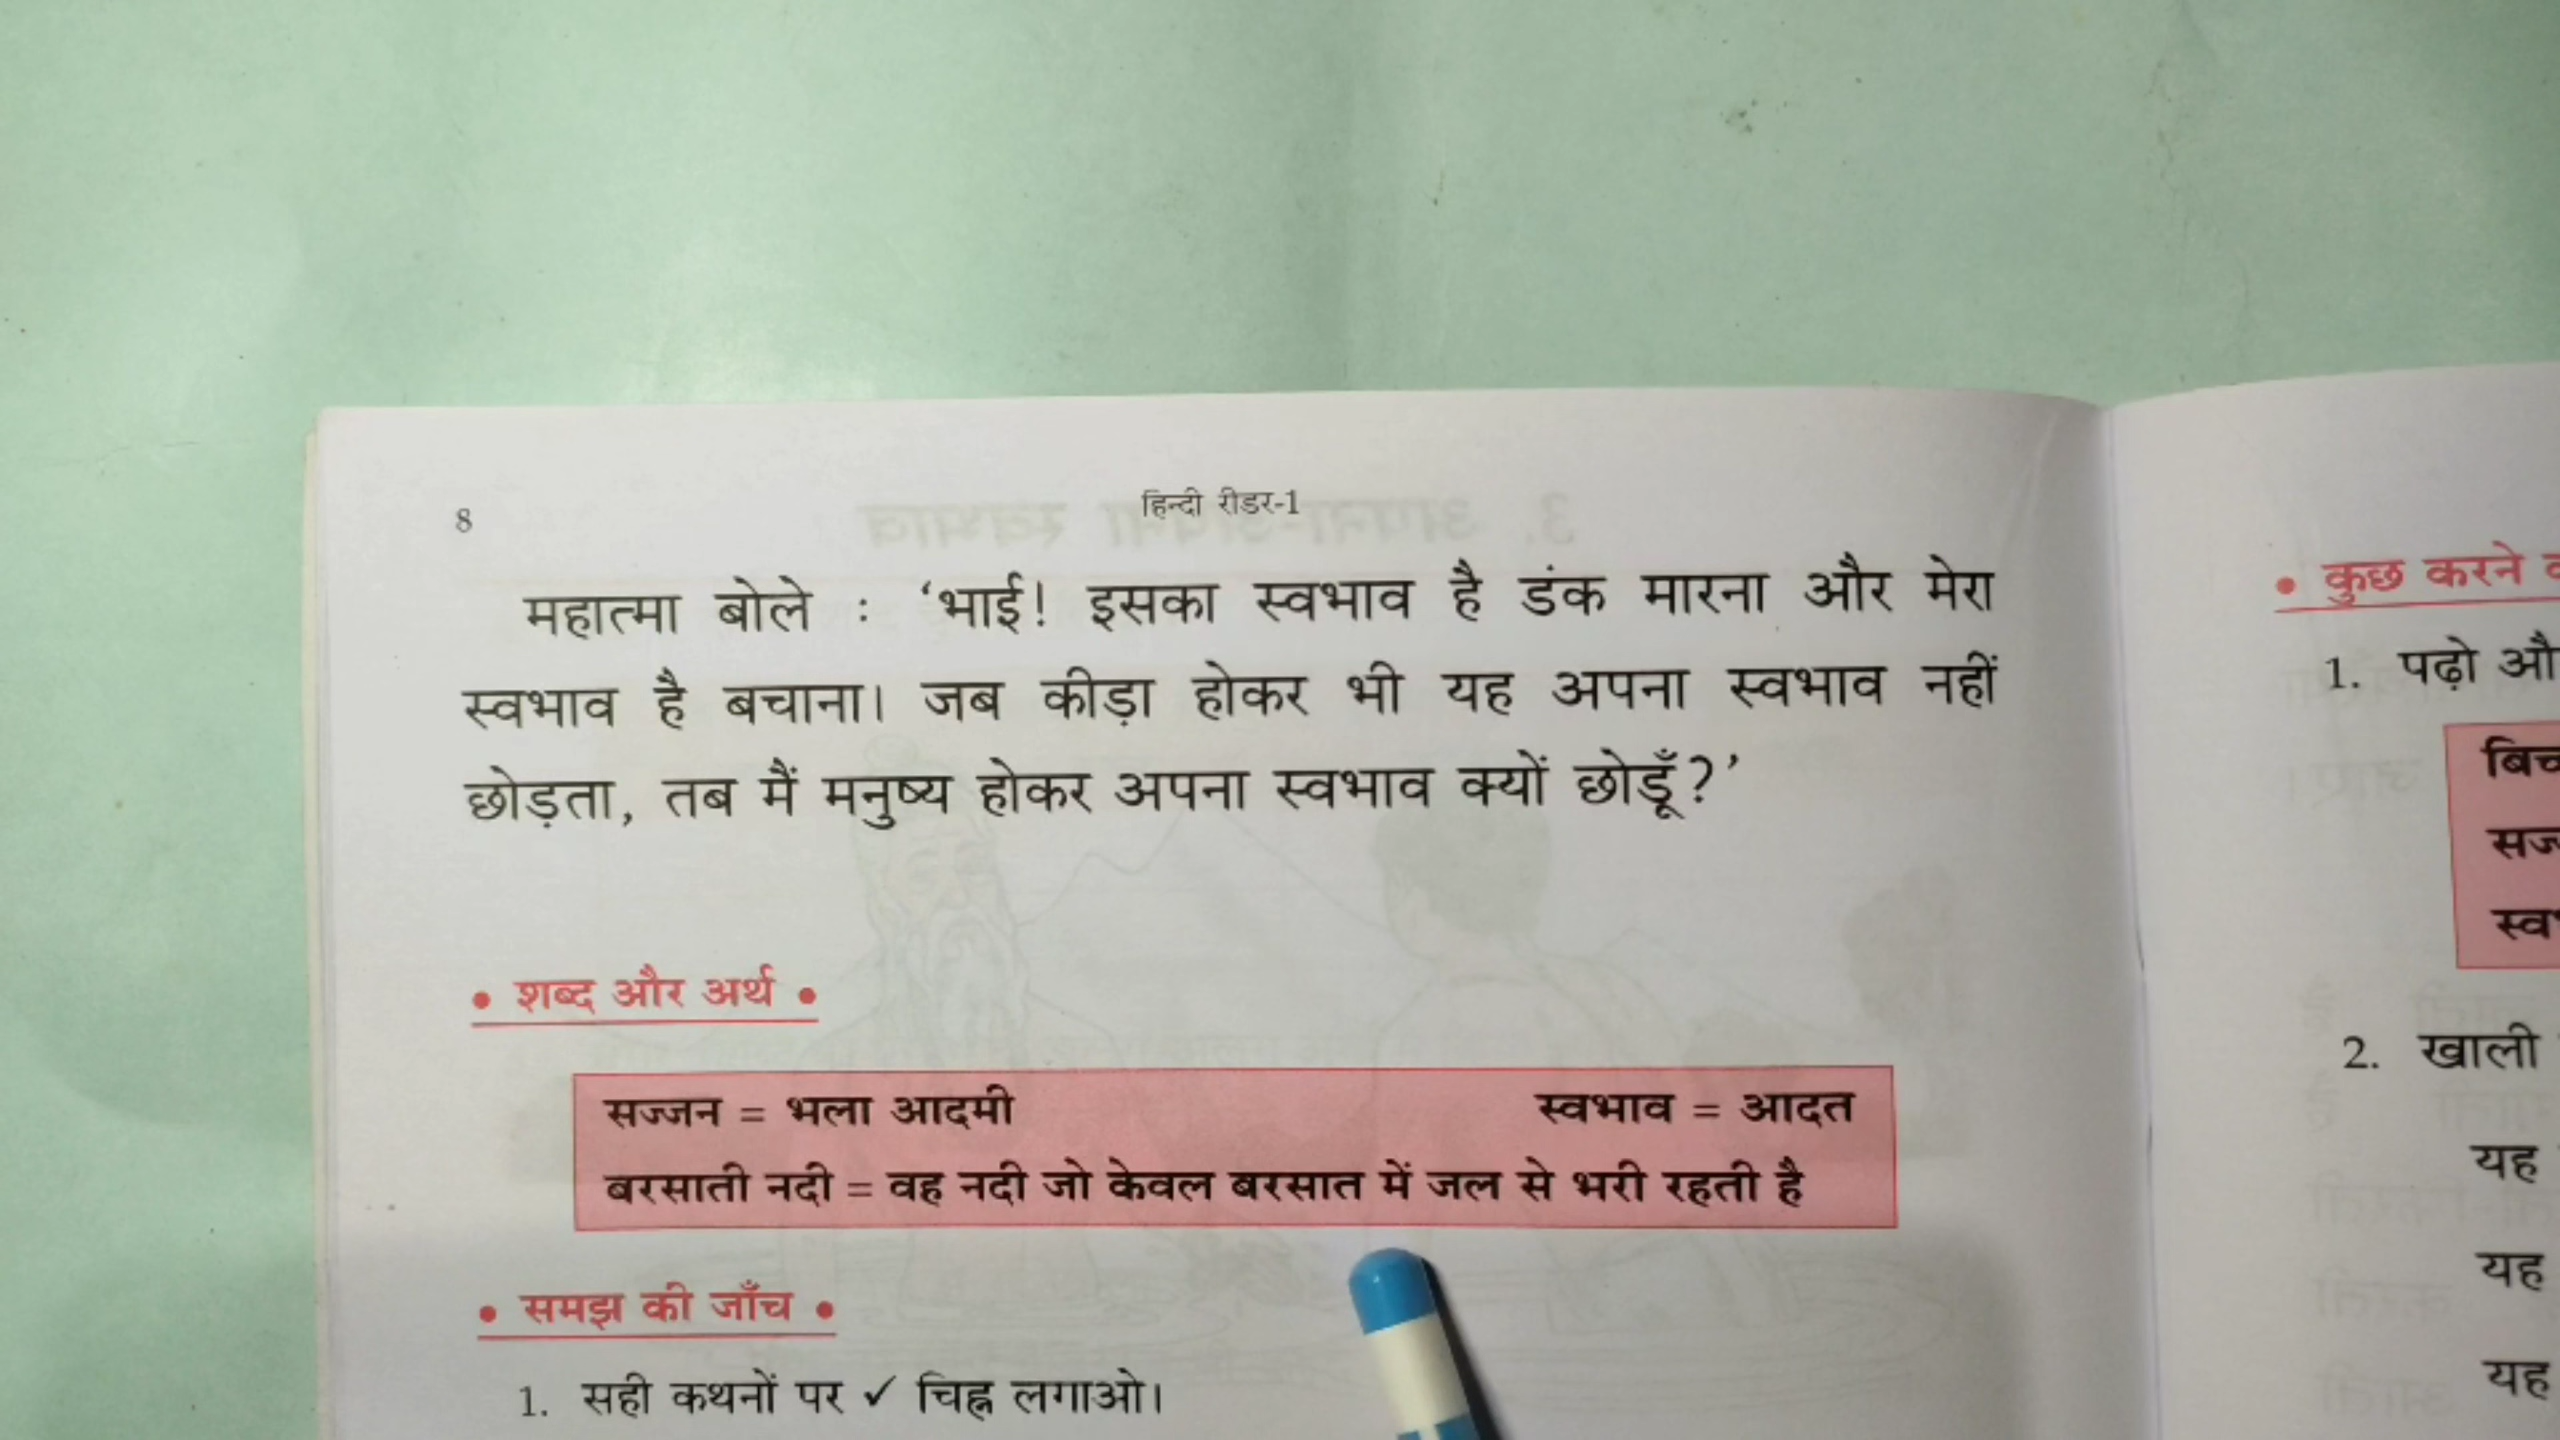 8
हिन्दी रीडर-1
महात्मा बोले : ‘भाई! इसका स्वभाव है डंक मारना और मेरा
स्वभाव है बचाना। जब कीड़ा होकर भी यह अपना स्वभाव नहीं
छोड़ता, तब मैं मनुष्य होकर अपना स्वभाव क्यों छोडूँ?’
• शब्द और अर्थ •
सज्जन = भला आदमी स्वभाव = आदत
बरसाती नदी = वह नदी जो केवल बरसात में जल से भरी रहती है
• समझ की जाँच •
1. सही कथनों पर ✓ चिह्न लगाओ।
• कुछ करने
1. पढ़ो
2. खाली
यह
यह
यह